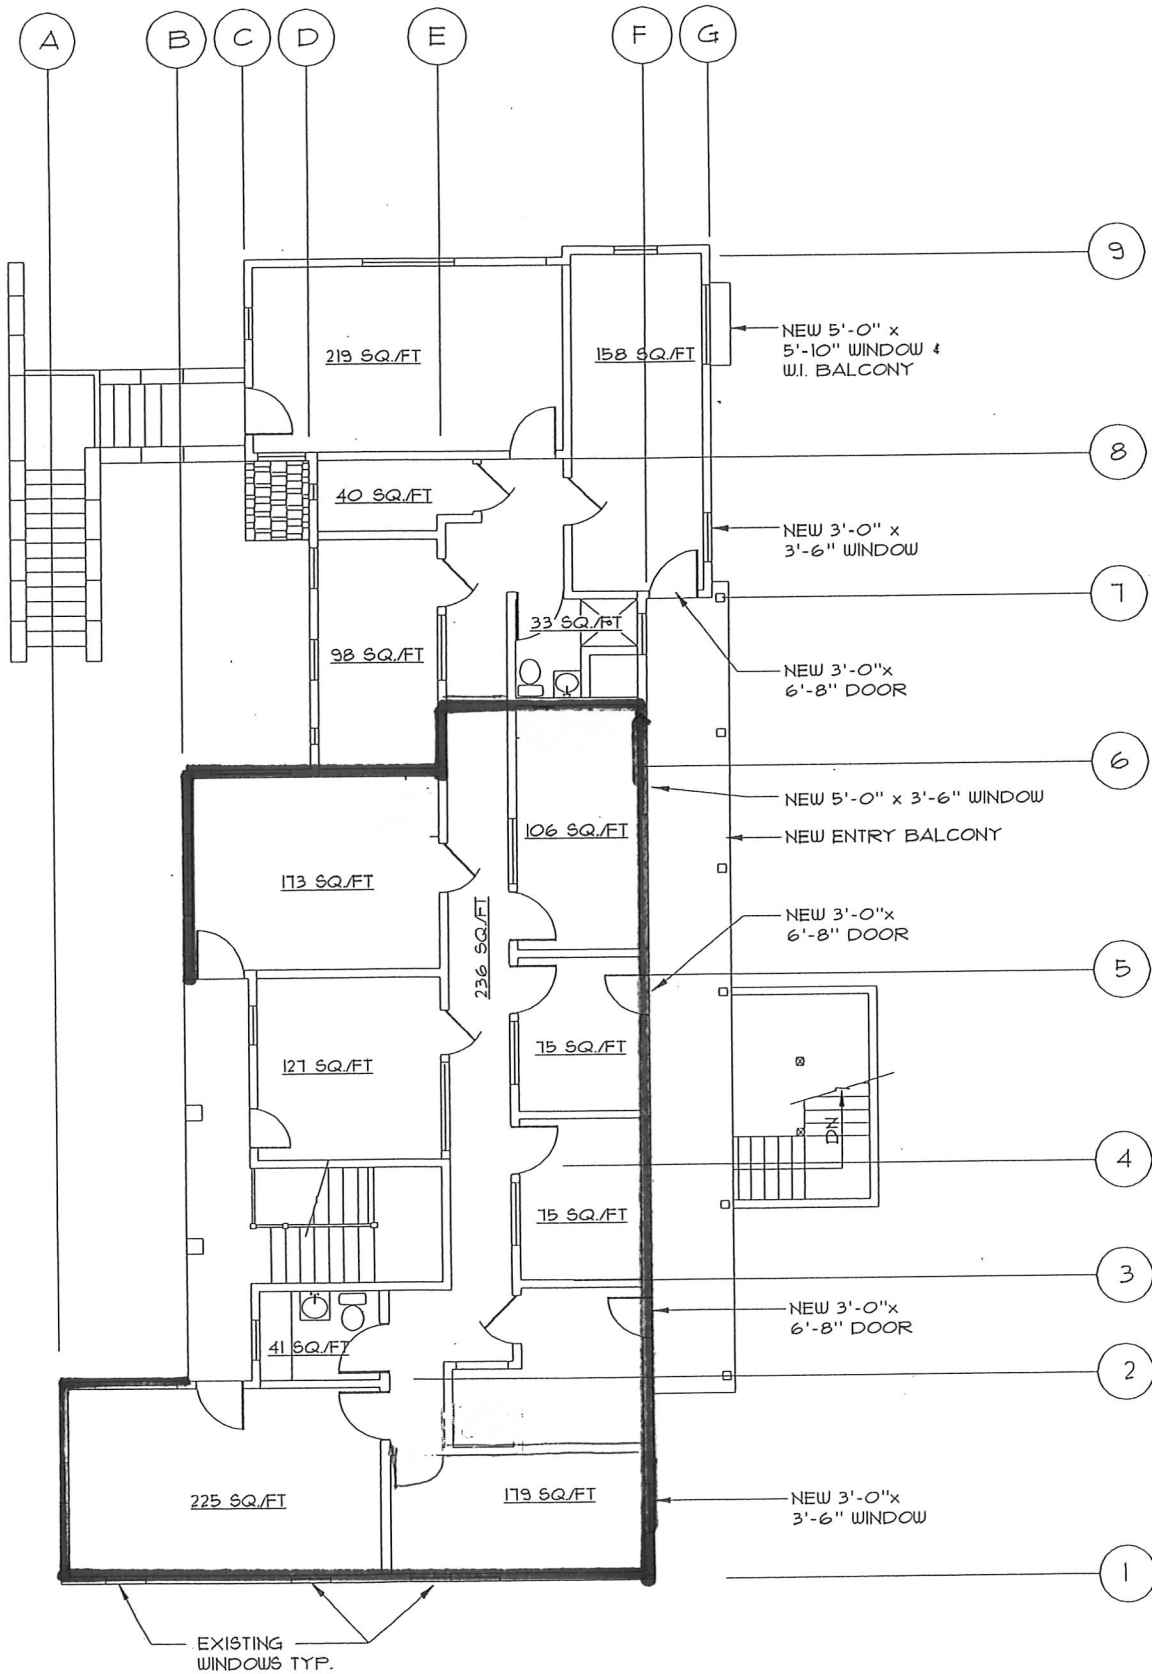 A B C D E F G
9
NEW 5'-0" x
5'-10" WINDOW &
W.I. BALCONY
219 SQ./FT
158 SQ./FT
8
40 SQ./FT
NEW 3'-0" x
3'-6" WINDOW
7
33 SQ./FT
98 SQ./FT
NEW 3'-0"x
6'-8" DOOR
6
NEW 5'-0" x 3'-6" WINDOW
106 SQ./FT
NEW ENTRY BALCONY
173 SQ./FT
NEW 3'-0"x
6'-8" DOOR
236 SQ./FT
5
75 SQ./FT
127 SQ./FT
DN
4
75 SQ./FT
3
NEW 3'-0"x
6'-8" DOOR
41 SQ./FT
2
225 SQ./FT
179 SQ./FT
NEW 3'-0"x
3'-6" WINDOW
1
EXISTING
WINDOWS TYP.